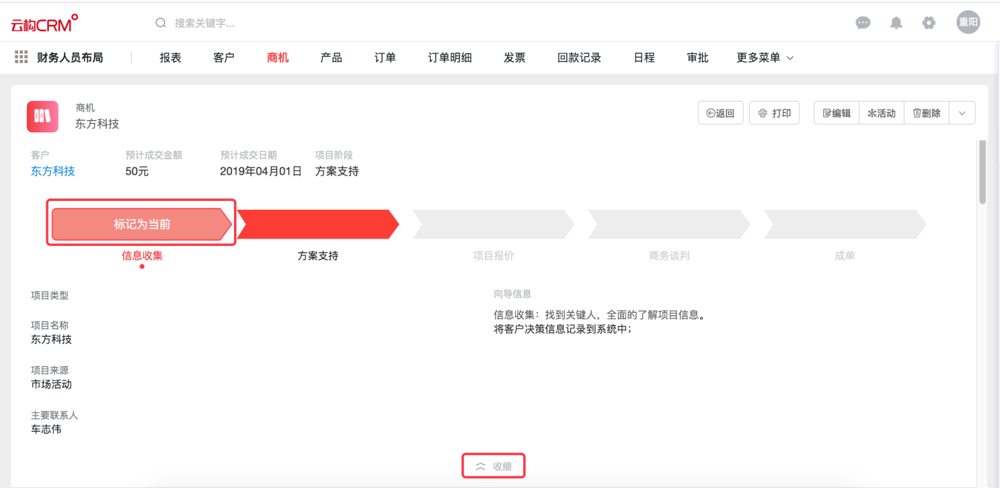 云构CRM
搜索关键字...
重阳
财务人员布局 报表 客户 商机 产品 订单 订单明细 发票 回款记录 日程 审批 更多菜单
商机
东方科技
返回 打印 编辑 活动 删除
客户 预计成交金额 预计成交日期 项目阶段
东方科技 50元 2019年04月01日 方案支持
标记为当前
信息收集 方案支持 项目报价 商务谈判 成单
项目类型
向导信息
信息收集：找到关键人，全面的了解项目信息。
将客户决策信息记录到系统中；
项目名称
东方科技
项目来源
市场活动
主要联系人
车志伟
收缩